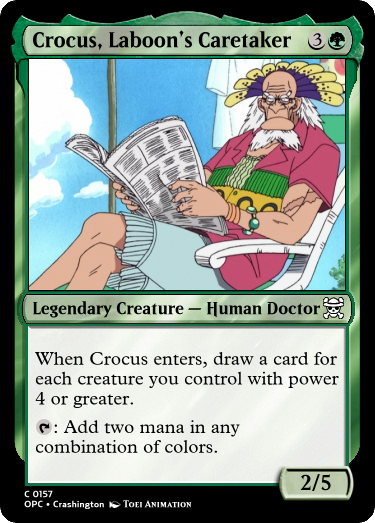 Crocus, Laboon's Caretaker 3
Legendary Creature — Human Doctor
When Crocus enters, draw a card for
each creature you control with power
4 or greater.
: Add two mana in any
combination of colors.
2/5
C 0157
OPC • Crashington Toei Animation